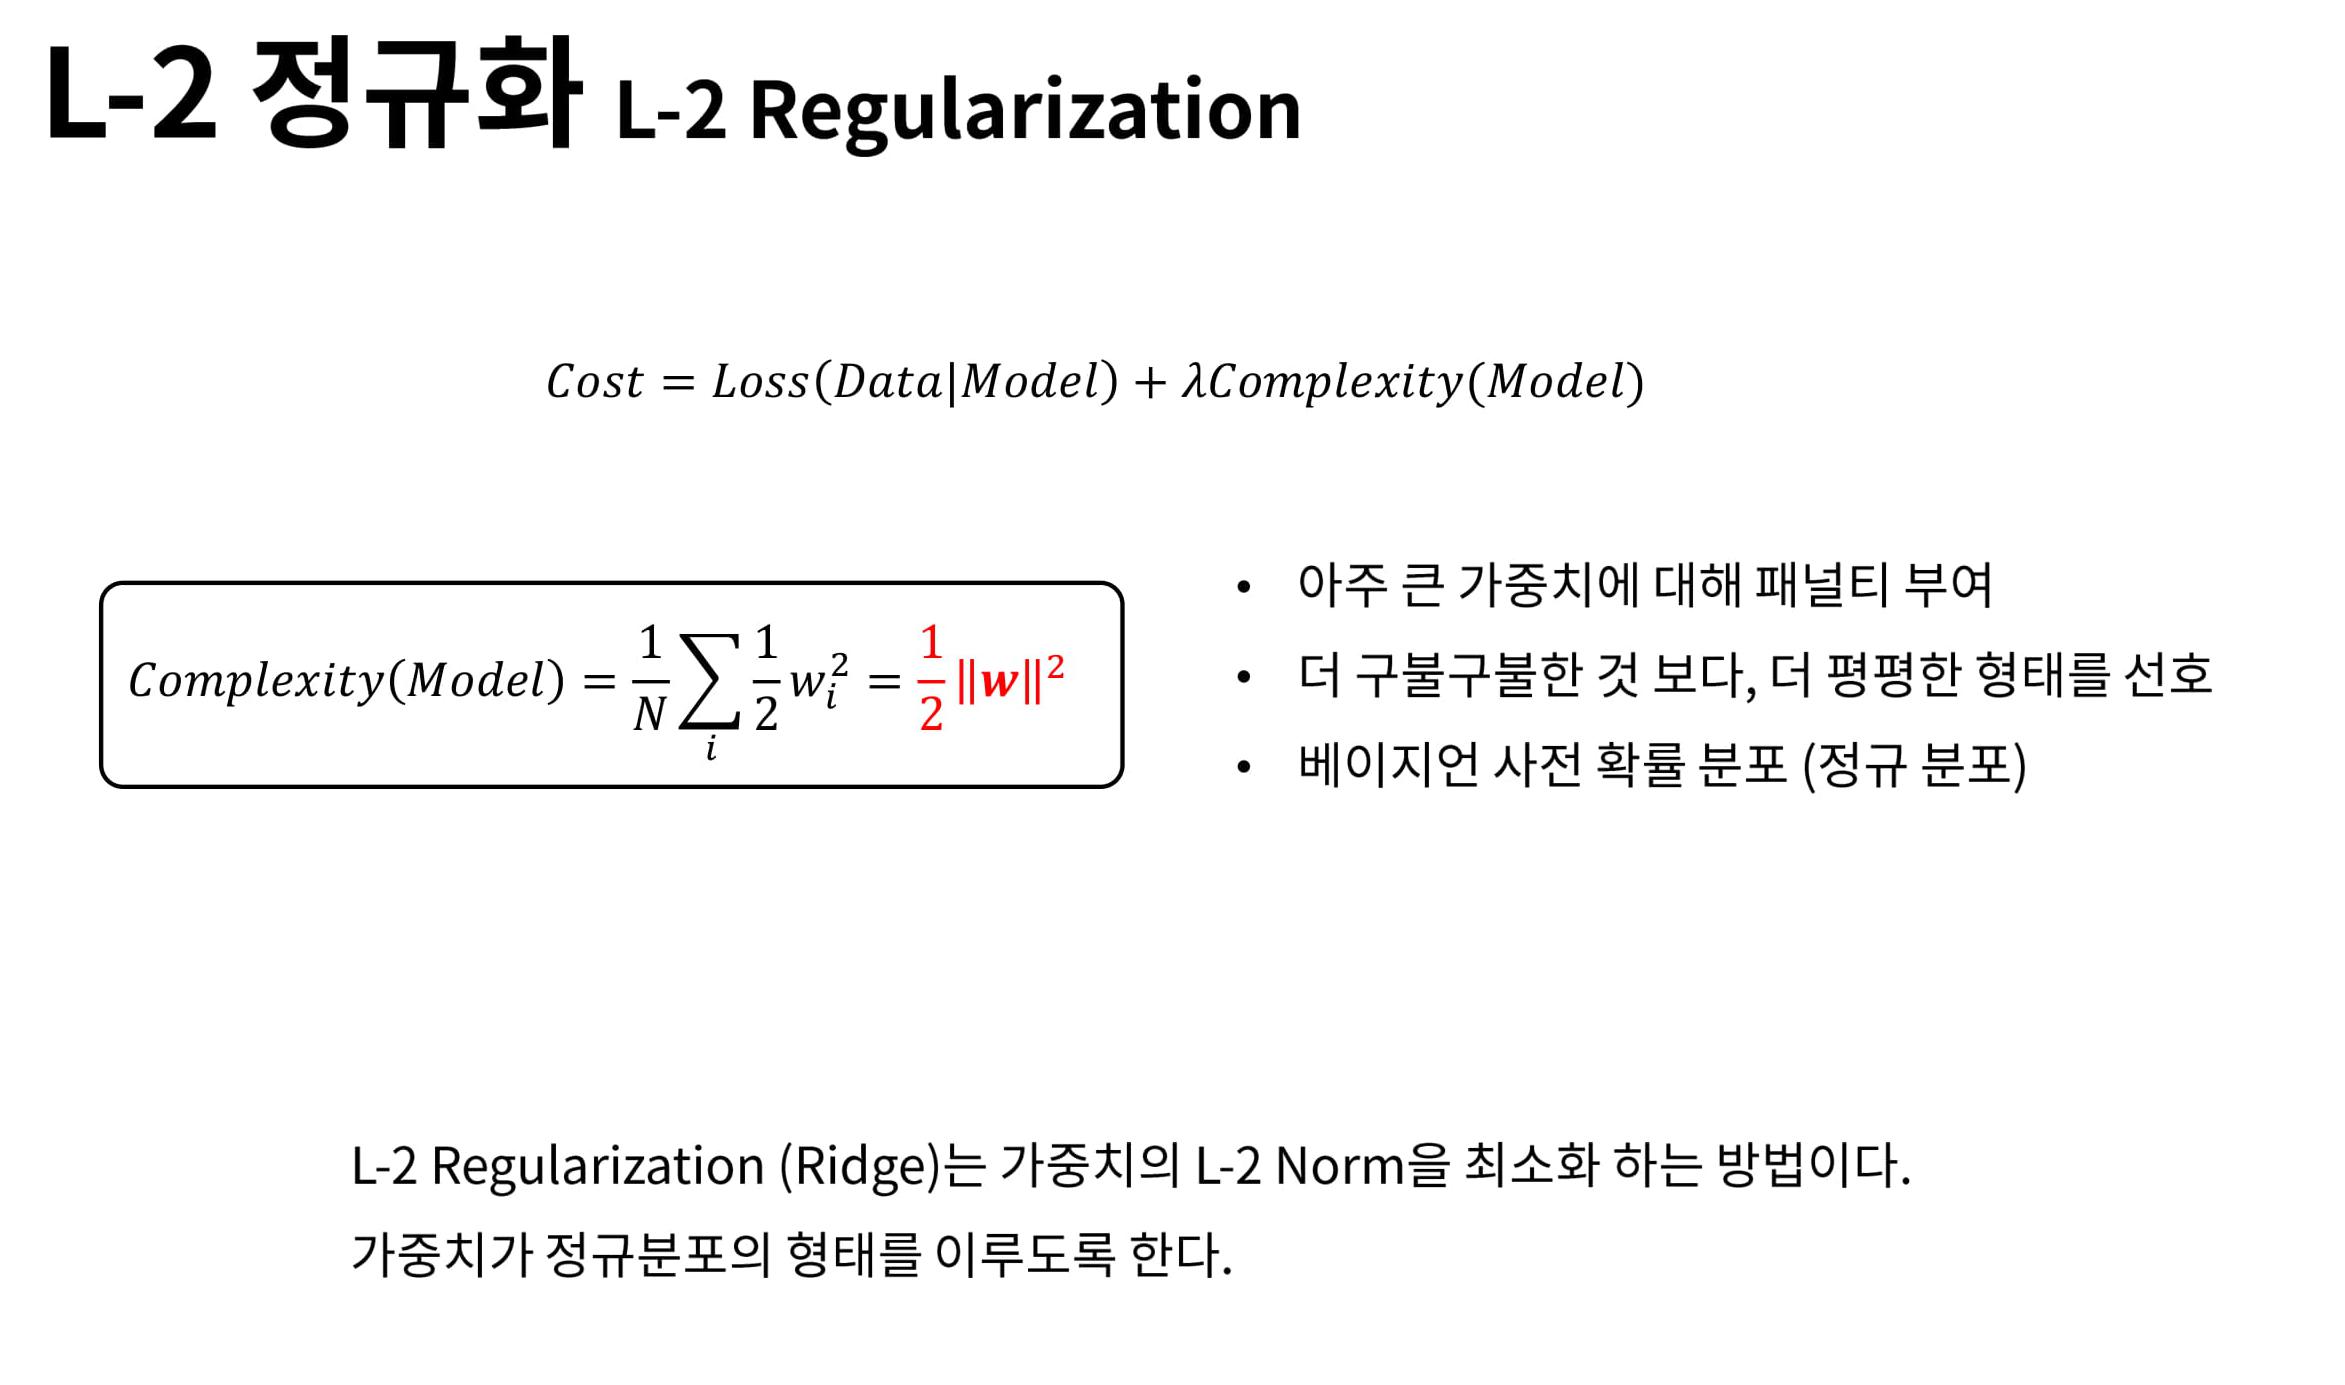 L-2 정규화 L-2 Regularization
Cost = Loss(Data|Model) + λComplexity(Model)
Complexity(Model) = \frac{1}{N} \sum_{i} \frac{1}{2} w_i^2 = \frac{1}{2} ‖w‖^2
• 아주 큰 가중치에 대해 패널티 부여
• 더 구불구불한 것 보다, 더 평평한 형태를 선호
• 베이지언 사전 확률 분포 (정규 분포)
L-2 Regularization (Ridge)는 가중치의 L-2 Norm을 최소화 하는 방법이다.
가중치가 정규분포의 형태를 이루도록 한다.